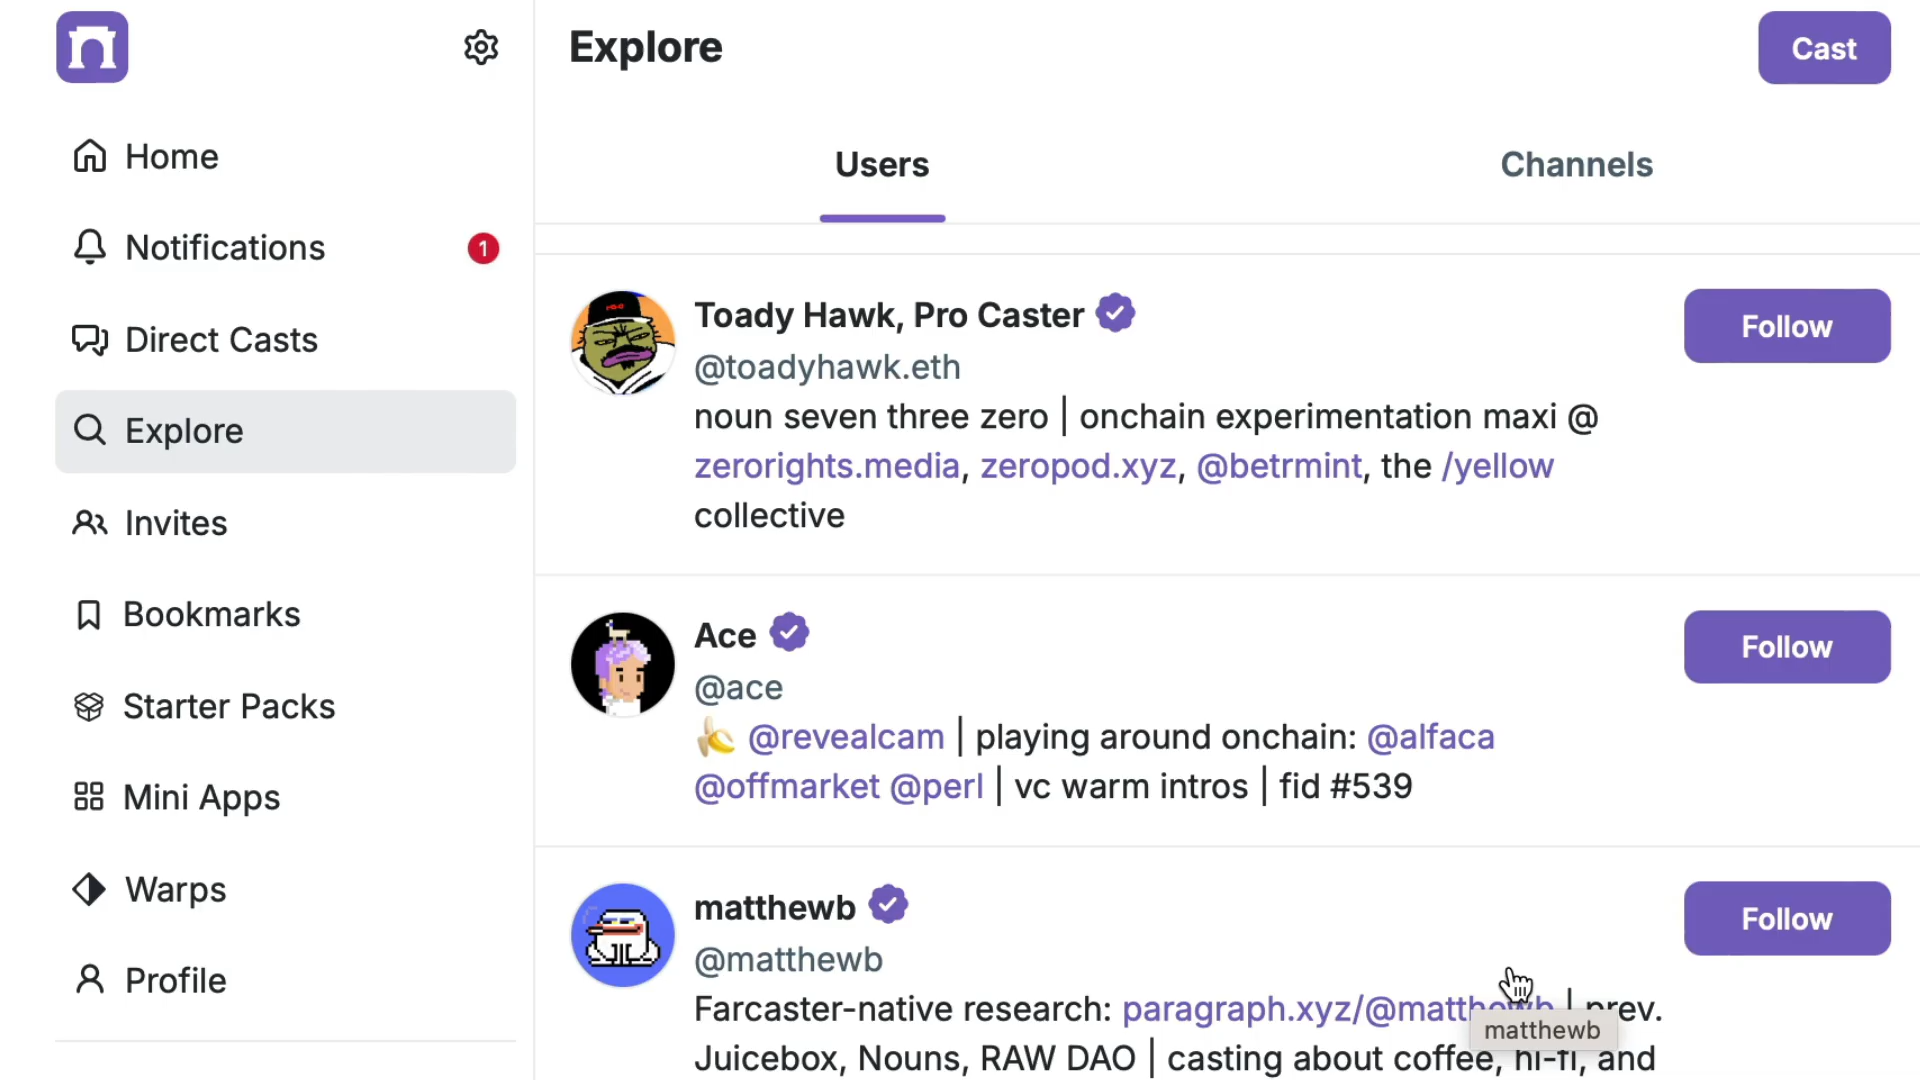 Explore
Cast
Home
Notifications
1
Direct Casts
Explore
Invites
Bookmarks
Starter Packs
Mini Apps
Warps
Profile
Users
Channels
Toady Hawk, Pro Caster
@toadyhawk.eth
noun seven three zero | onchain experimentation maxi @
zerorights.media, zeropod.xyz, @betrmint, the /yellow
collective
Follow
Ace
@ace
@revealcam | playing around onchain: @alfaca
@offmarket @perl | vc warm intros | fid #539
Follow
matthewb
@matthewb
Farcaster-native research: paragraph.xyz/@matthewb | prev.
Juicebox, Nouns, RAW DAO | casting about coffee, hi-fi, and
Follow
matthewb